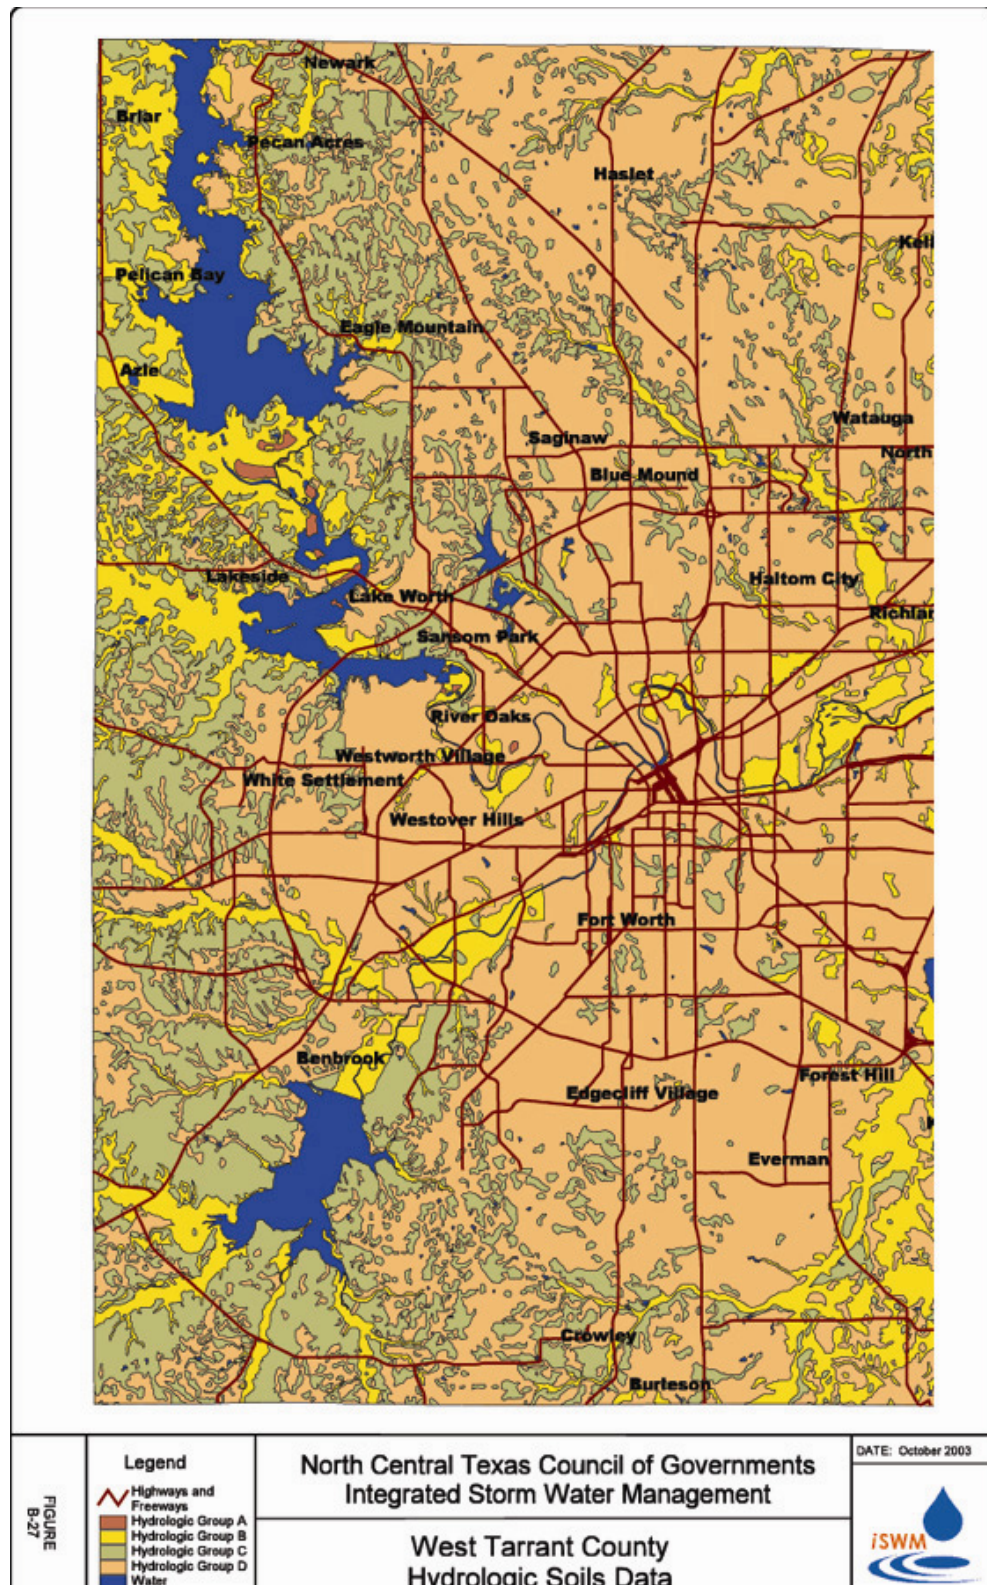 Newark
Briar
Pecan Acres
Haslet
Kell
Pelican Bay
Eagle Mountain
Azle
Watauga
Saginaw
North
Blue Mound
Lakeside
Haltom City
Lake Worth
Richlan
Sansom Park
River Oaks
Westworth Village
White Settlement
Westover Hills
Fort Worth
Benbrook
Forest Hill
Edgecliff Village
Everman
Crowley
Burleson
FIGURE
B-27
Legend
Highways and
Freeways
Hydrologic Group A
Hydrologic Group B
Hydrologic Group C
Hydrologic Group D
Water
North Central Texas Council of Governments
Integrated Storm Water Management
West Tarrant County
Hydrologic Soils Data
DATE: October 2003
iSWM